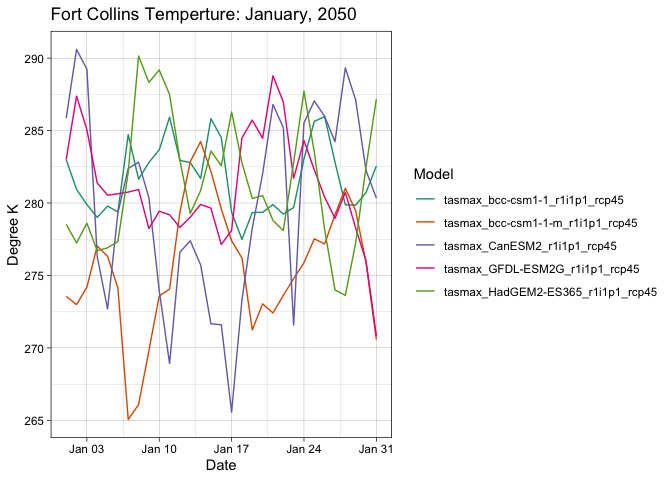 Fort Collins Temperture: January, 2050
290
285
280
275
270
265
Degree K
Jan 03 Jan 10 Jan 17 Jan 24 Jan 31
Date
Model
tasmax_bcc-csm1-1_r1i1p1_rcp45
tasmax_bcc-csm1-1-m_r1i1p1_rcp45
tasmax_CanESM2_r1i1p1_rcp45
tasmax_GFDL-ESM2G_r1i1p1_rcp45
tasmax_HadGEM2-ES365_r1i1p1_rcp45